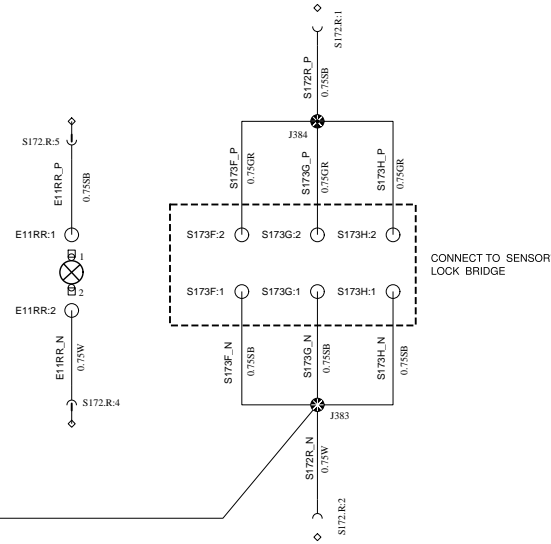 S172.R:1
S172R_P
0.75SB
J384
S172.R:5
E11RR_P
0.75SB
S173F_P
0.75GR
S173G_P
0.75GR
S173H_P
0.75GR
E11RR:1
1
S173F:2
S173G:2
S173H:2
CONNECT TO SENSOR
LOCK BRIDGE
2
E11RR:2
S173F:1
S173G:1
S173H:1
E11RR_N
0.75W
S173F_N
0.75SB
S173G_N
0.75SB
S173H_N
0.75SB
S172.R:4
J383
S172R_N
0.75W
S172.R:2